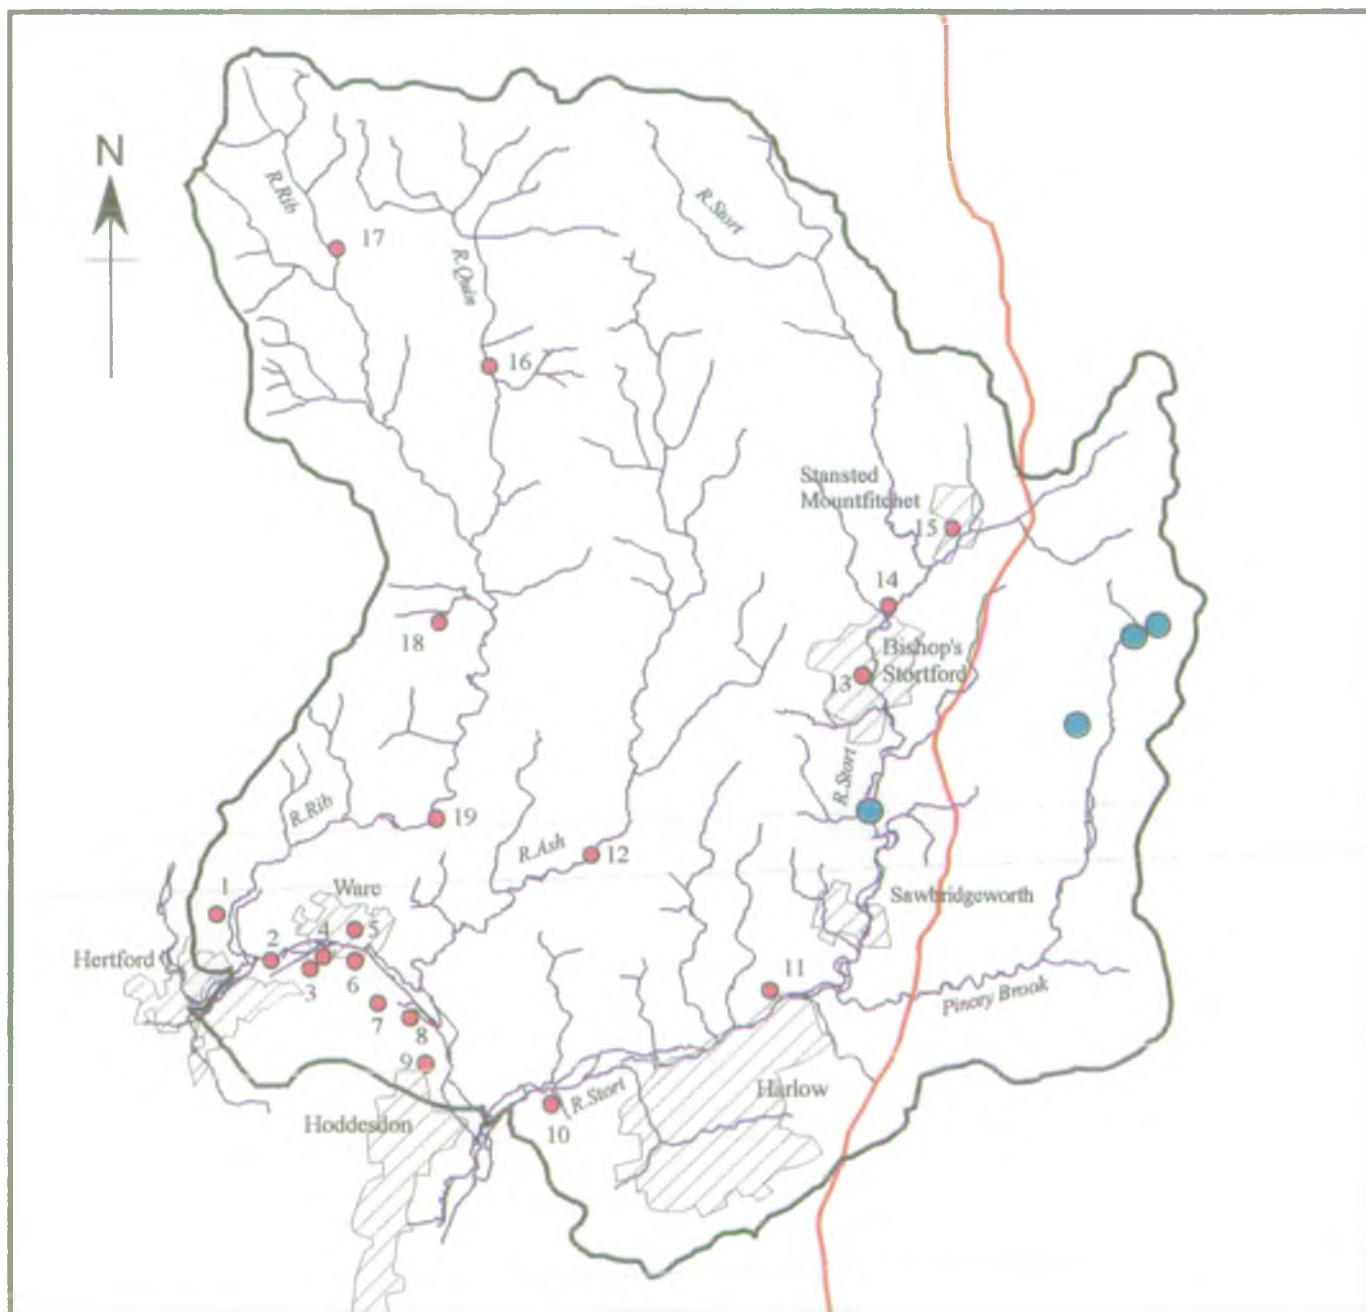 N
R.Rib
17
R.Stort
R.Quin
16
Stansted
Mountfitchet
15
14
18
Bishop's
Stortford
13
R.Stort
R.Rib
19
R.Ash
12
1
Ware
Sawbridgeworth
Hertford
2
4
5
3
6
11
Pincey Brook
7
8
9
R.Stort
Harlow
Hoddesdon
10